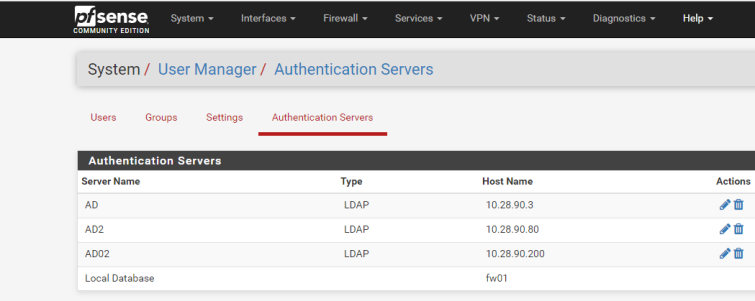 pfsense System Interfaces Firewall Services VPN Status Diagnostics Help
COMMUNITY EDITION
System / User Manager / Authentication Servers
Users Groups Settings Authentication Servers
Authentication Servers
Server Name Type Host Name Actions
AD LDAP 10.28.90.3
AD2 LDAP 10.28.90.80
AD02 LDAP 10.28.90.200
Local Database fw01